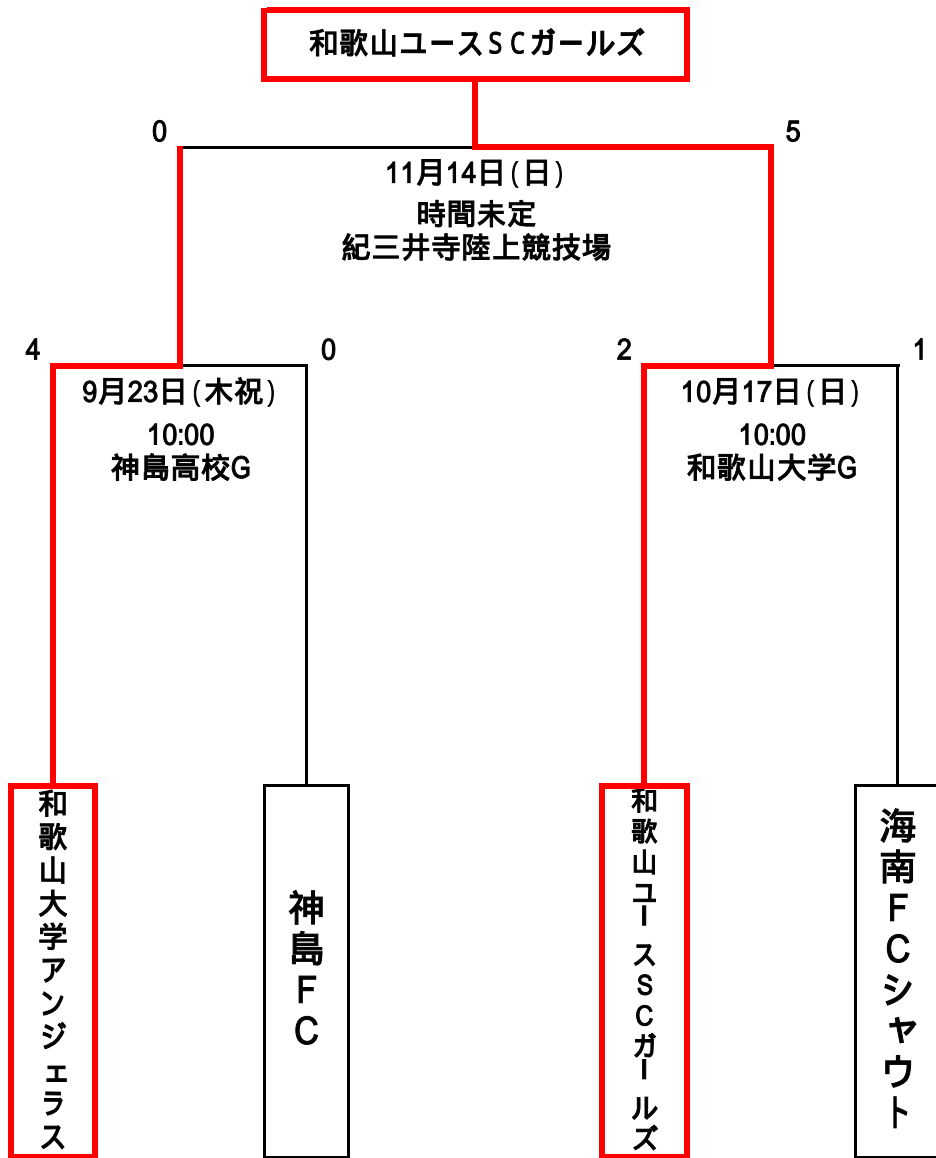 和歌山ユースSCガールズ
0
5
11月14日(日)
時間未定
紀三井寺陸上競技場
4
0
2
1
9月23日(木祝)
10:00
神島高校G
10月17日(日)
10:00
和歌山大学G
和歌山大学アンジェラス
神島FC
和歌山ユースSCガールズ
海南FCシャウト